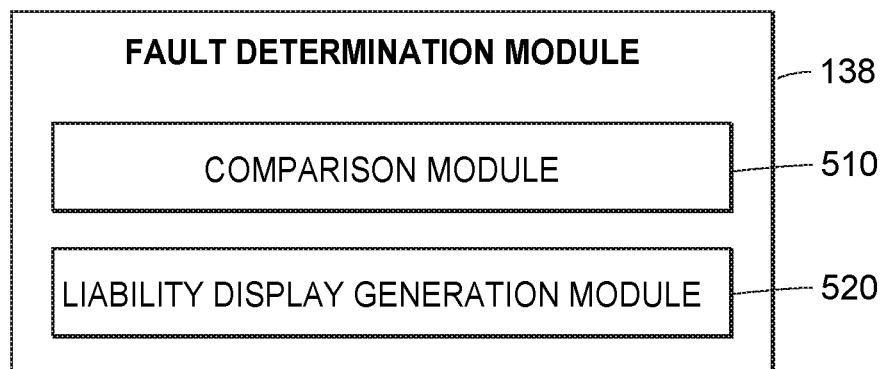 FAULT DETERMINATION MODULE
138
COMPARISON MODULE
510
LIABILITY DISPLAY GENERATION MODULE
520